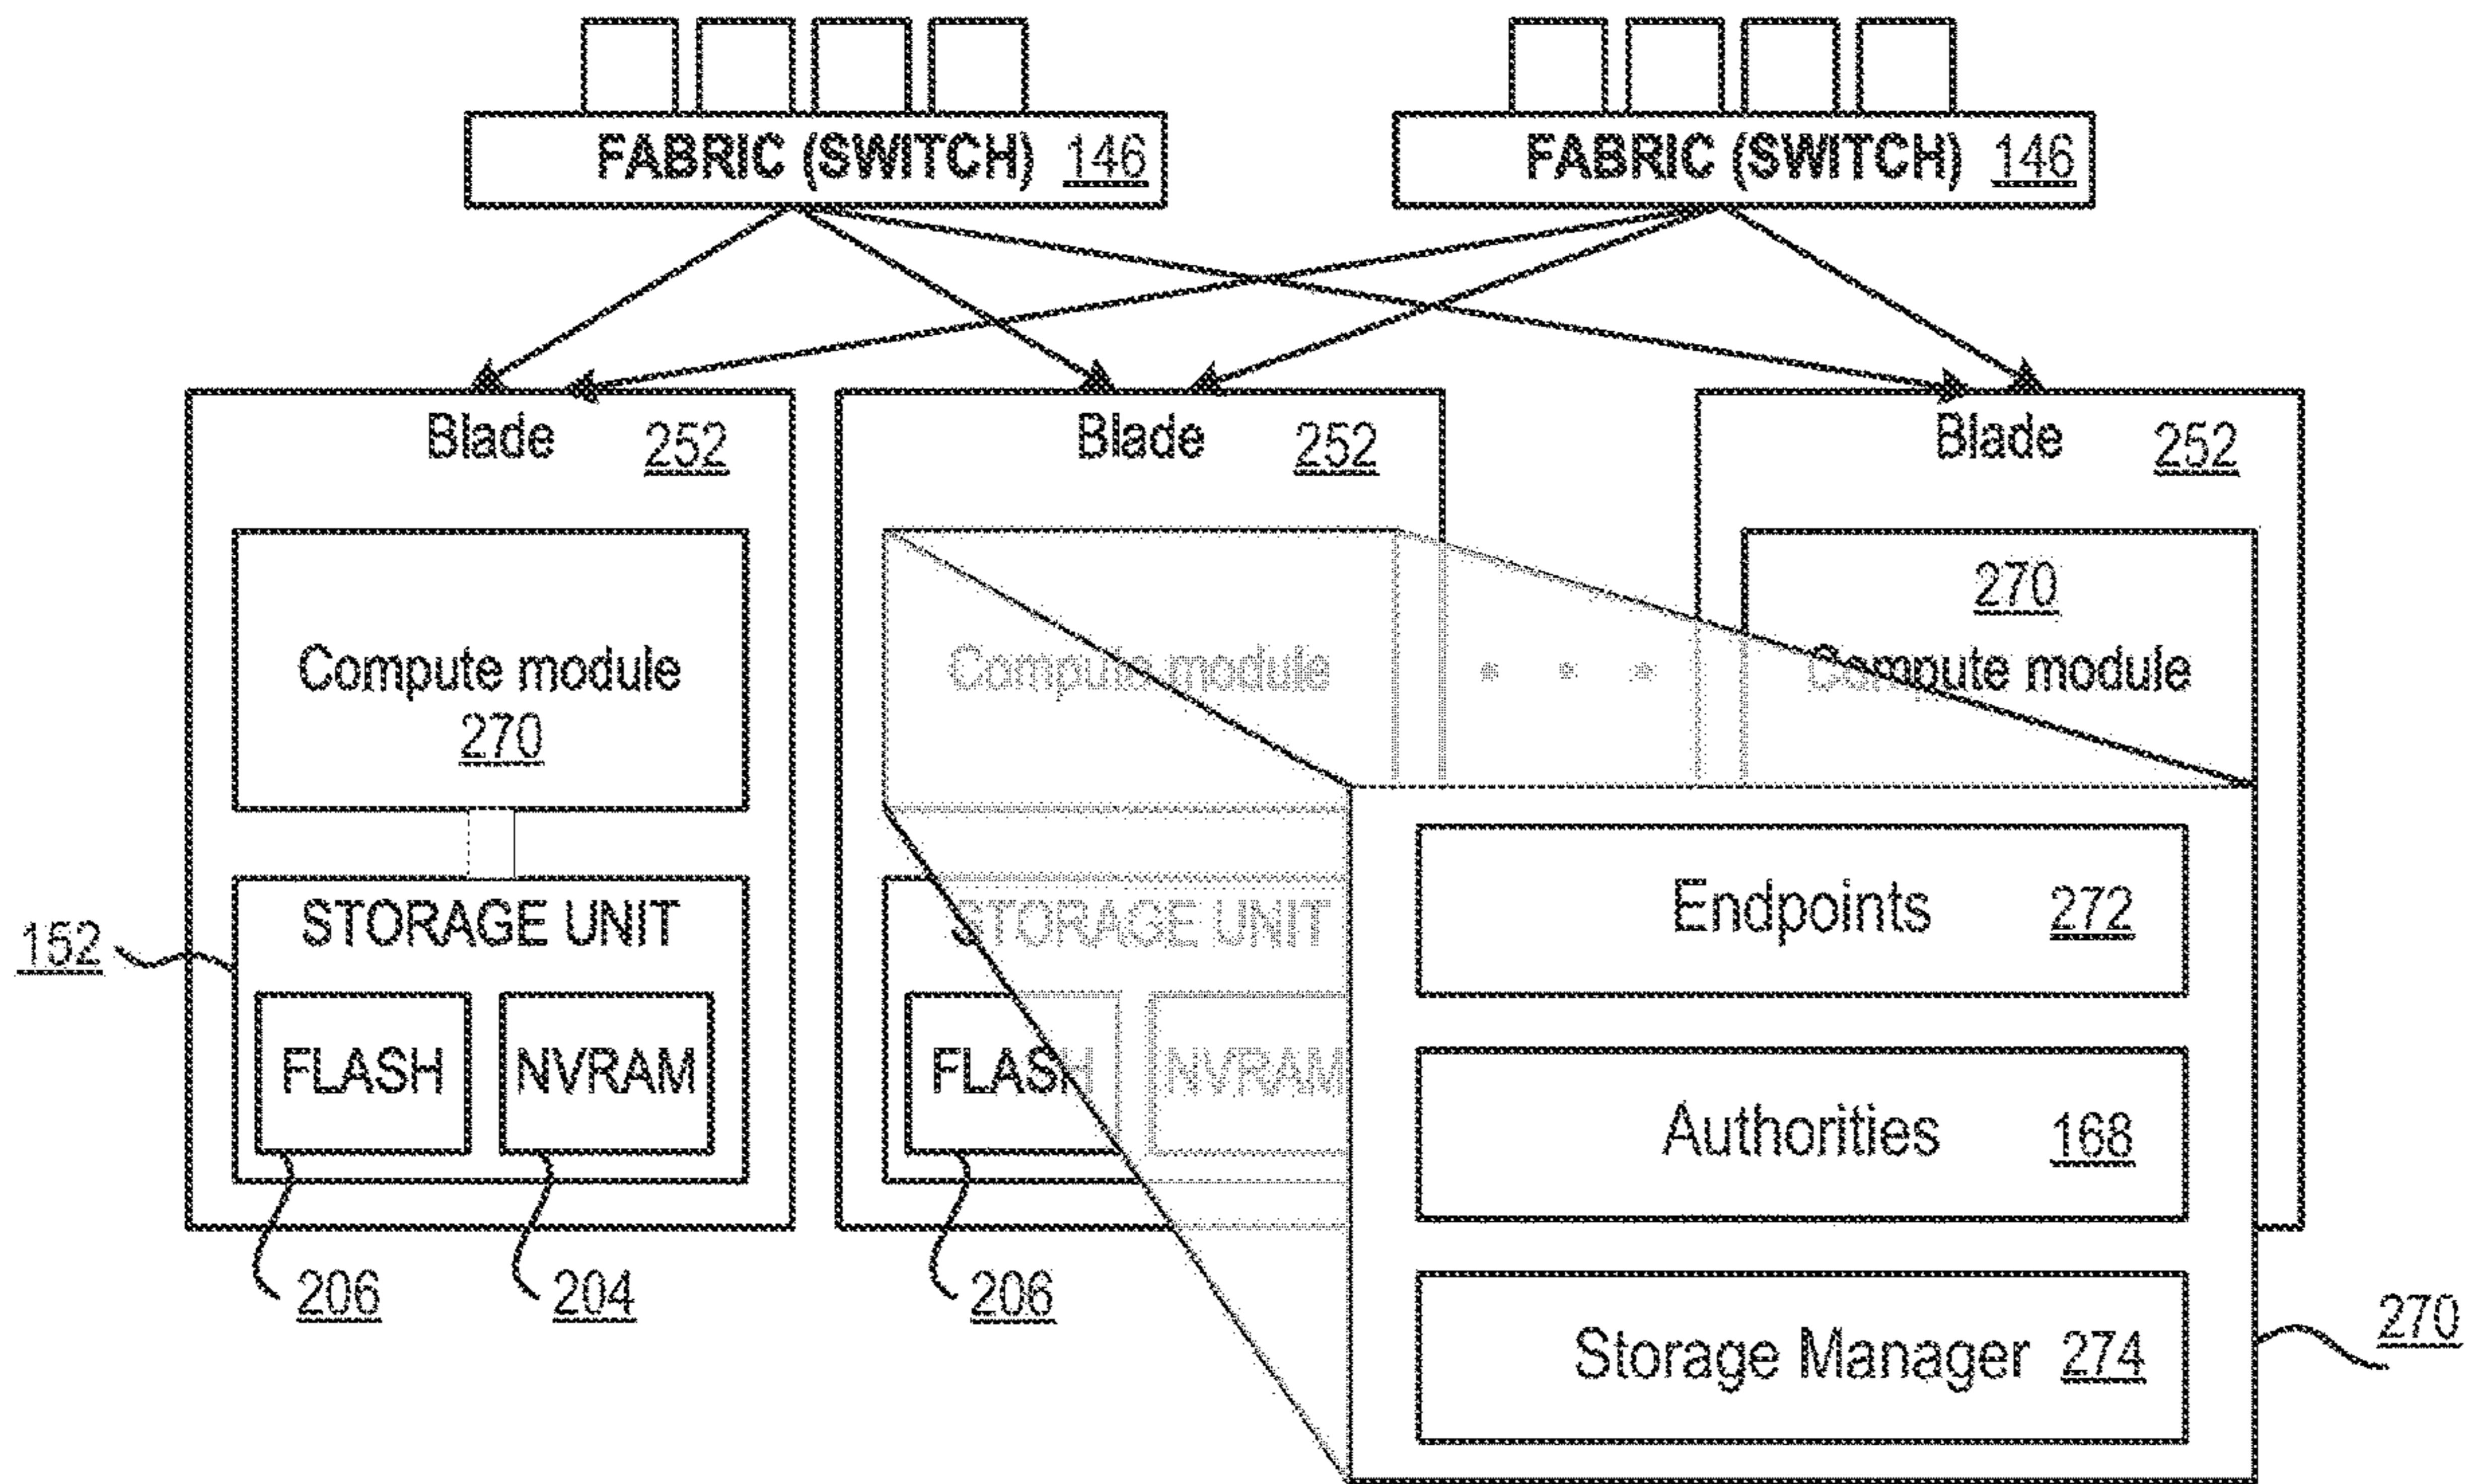 FABRIC (SWITCH) 146
FABRIC (SWITCH) 146
Blade 252
Blade 252
Blade 252
Compute module
270
Compute module
270
Compute module
152
STORAGE UNIT
FLASH
NVRAM
206
204
STORAGE UNIT
FLASH
NVRAM
206
Endpoints 272
Authorities 168
Storage Manager 274
270